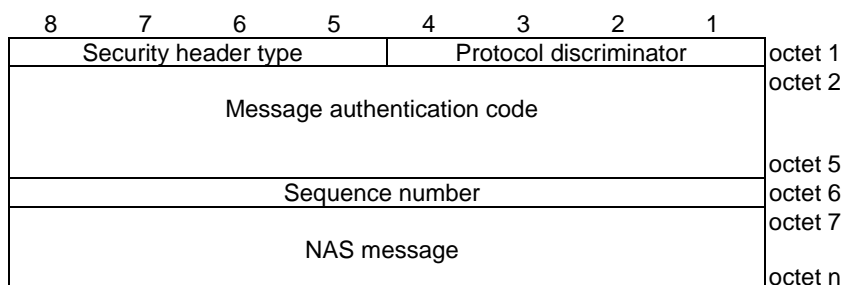 8 7 6 5 4 3 2 1
Security header type Protocol discriminator octet 1
octet 2
Message authentication code
octet 5
Sequence number octet 6
octet 7
NAS message
octet n